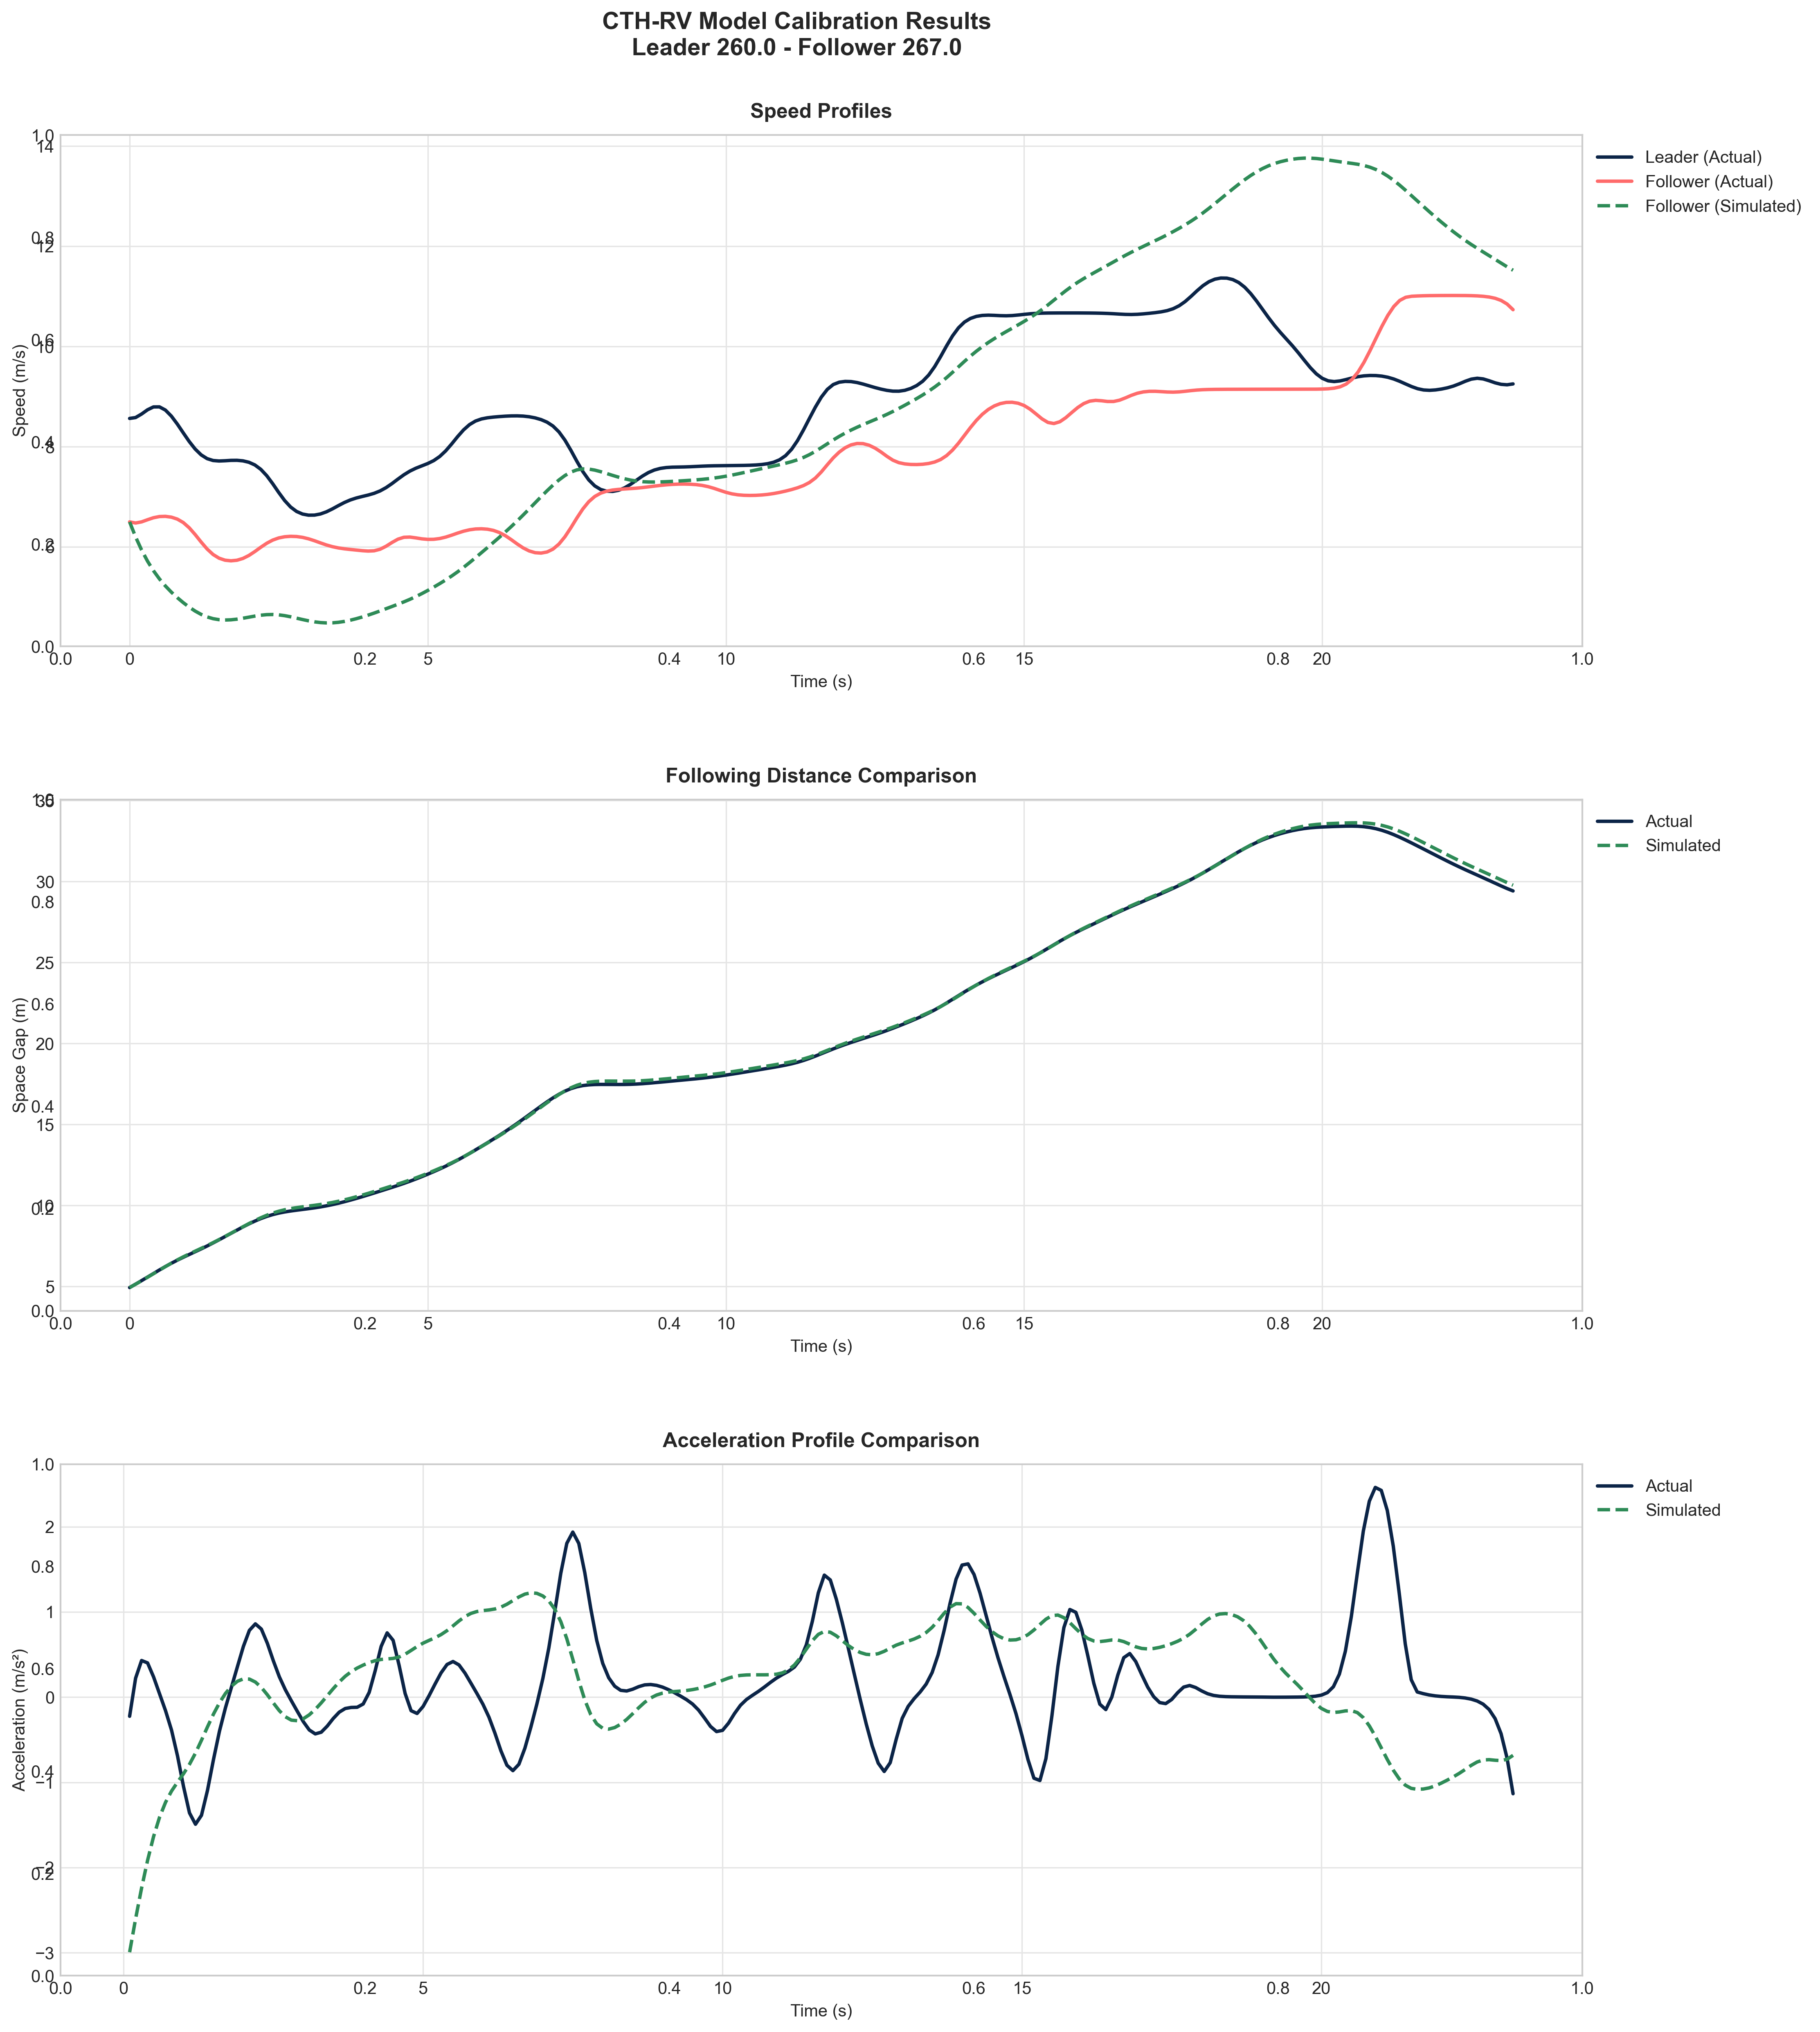 CTH-RV Model Calibration Results
Leader 260.0 - Follower 267.0
Speed Profiles
1.0
14
0.8
12
0.6
10
0.4
8
0.2
6
0.0
Speed (m/s)
0.0 0 0.2 5 0.4 10 0.6 15 0.8 20 1.0
Time (s)
Leader (Actual)
Follower (Actual)
Follower (Simulated)
Following Distance Comparison
1.0
35
30
0.8
25
0.6
20
0.4
15
10
0.2
5
0.0
Space Gap (m)
0.0 0 0.2 5 0.4 10 0.6 15 0.8 20 1.0
Time (s)
Actual
Simulated
Acceleration Profile Comparison
1.0
2
0.8
1
0.6
0
0.4
−1
−2
0.2
−3
0.0
Acceleration (m/s²)
0.0 0 0.2 5 0.4 10 0.6 15 0.8 20 1.0
Time (s)
Actual
Simulated